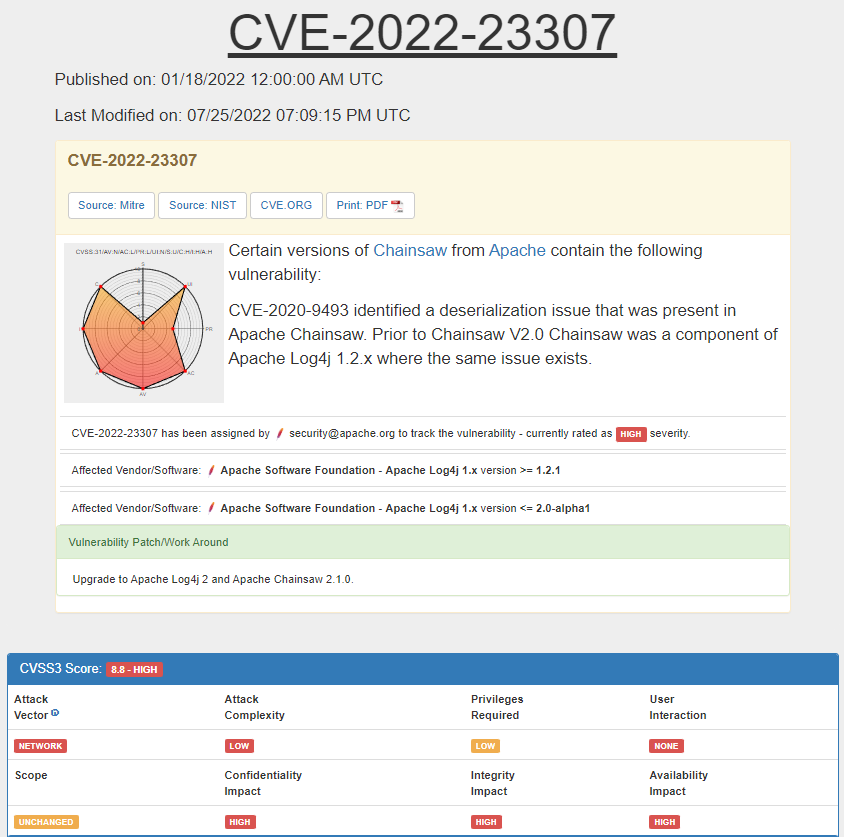 CVE-2022-23307
Published on: 01/18/2022 12:00:00 AM UTC
Last Modified on: 07/25/2022 07:09:15 PM UTC
CVE-2022-23307
Source: Mitre
Source: NIST
CVE.ORG
Print: PDF
CVSS:31/AV:N/AC:L/PR:L/UI:N/S:U/C:H/I:H/A:H
S
UI
PR
AC
AV
A
Certain versions of Chainsaw from Apache contain the following
vulnerability:
CVE-2020-9493 identified a deserialization issue that was present in
Apache Chainsaw. Prior to Chainsaw V2.0 Chainsaw was a component of
Apache Log4j 1.2.x where the same issue exists.
CVE-2022-23307 has been assigned by security@apache.org to track the vulnerability - currently rated as HIGH severity.
Affected Vendor/Software: Apache Software Foundation - Apache Log4j 1.x version >= 1.2.1
Affected Vendor/Software: Apache Software Foundation - Apache Log4j 1.x version <= 2.0-alpha1
Vulnerability Patch/Work Around
Upgrade to Apache Log4j 2 and Apache Chainsaw 2.1.0.
CVSS3 Score: 8.8 - HIGH
Attack Vector
Attack Complexity
Privileges Required
User Interaction
NETWORK
LOW
LOW
NONE
Scope
Confidentiality Impact
Integrity Impact
Availability Impact
UNCHANGED
HIGH
HIGH
HIGH